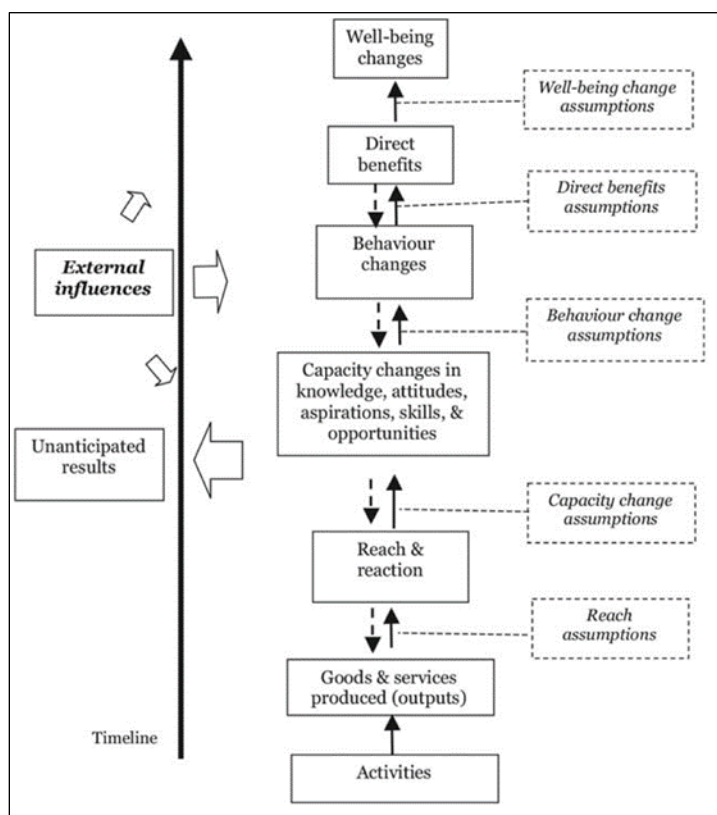 Well-being
changes
Well-being change
assumptions
Direct
benefits
Direct benefits
assumptions
External
influences
Behaviour
changes
Behaviour change
assumptions
Capacity changes in
knowledge, attitudes,
aspirations, skills, &
opportunities
Unanticipated
results
Capacity change
assumptions
Reach &
reaction
Reach
assumptions
Goods & services
produced (outputs)
Timeline
Activities